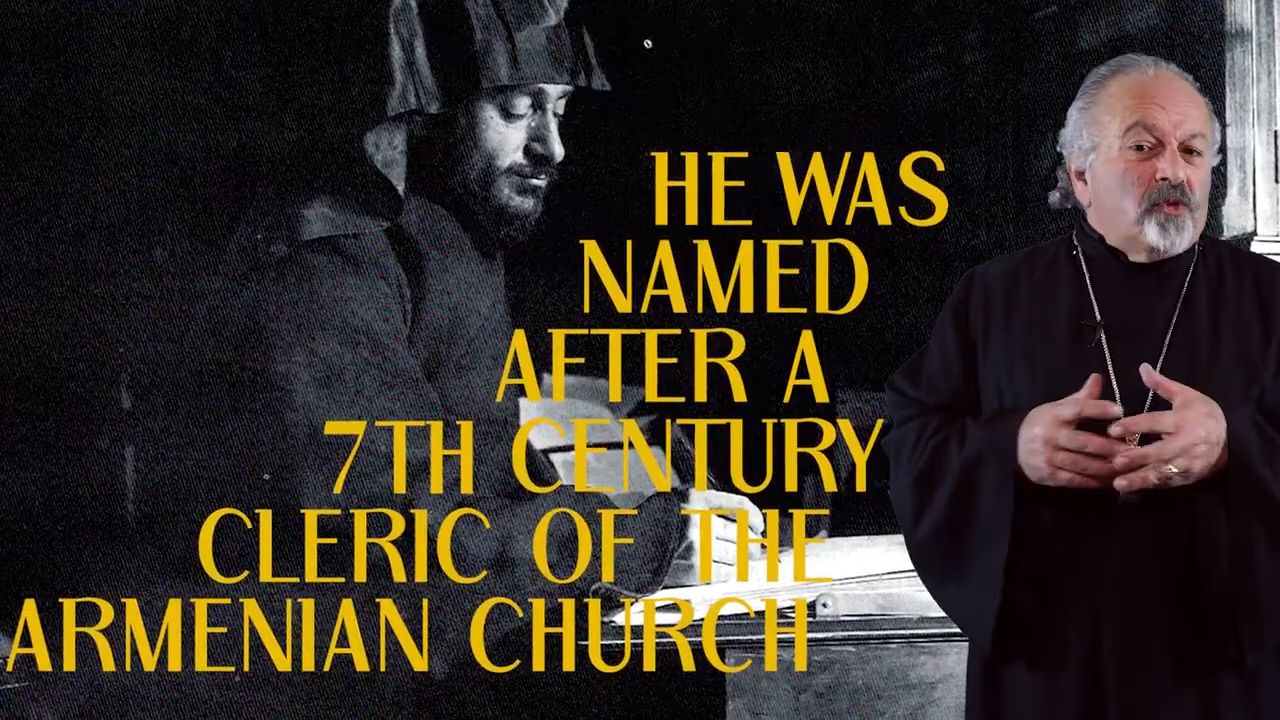 HE WAS
NAMED
AFTER A
7TH CENTURY
CLERIC OF THE
ARMENIAN CHURCH